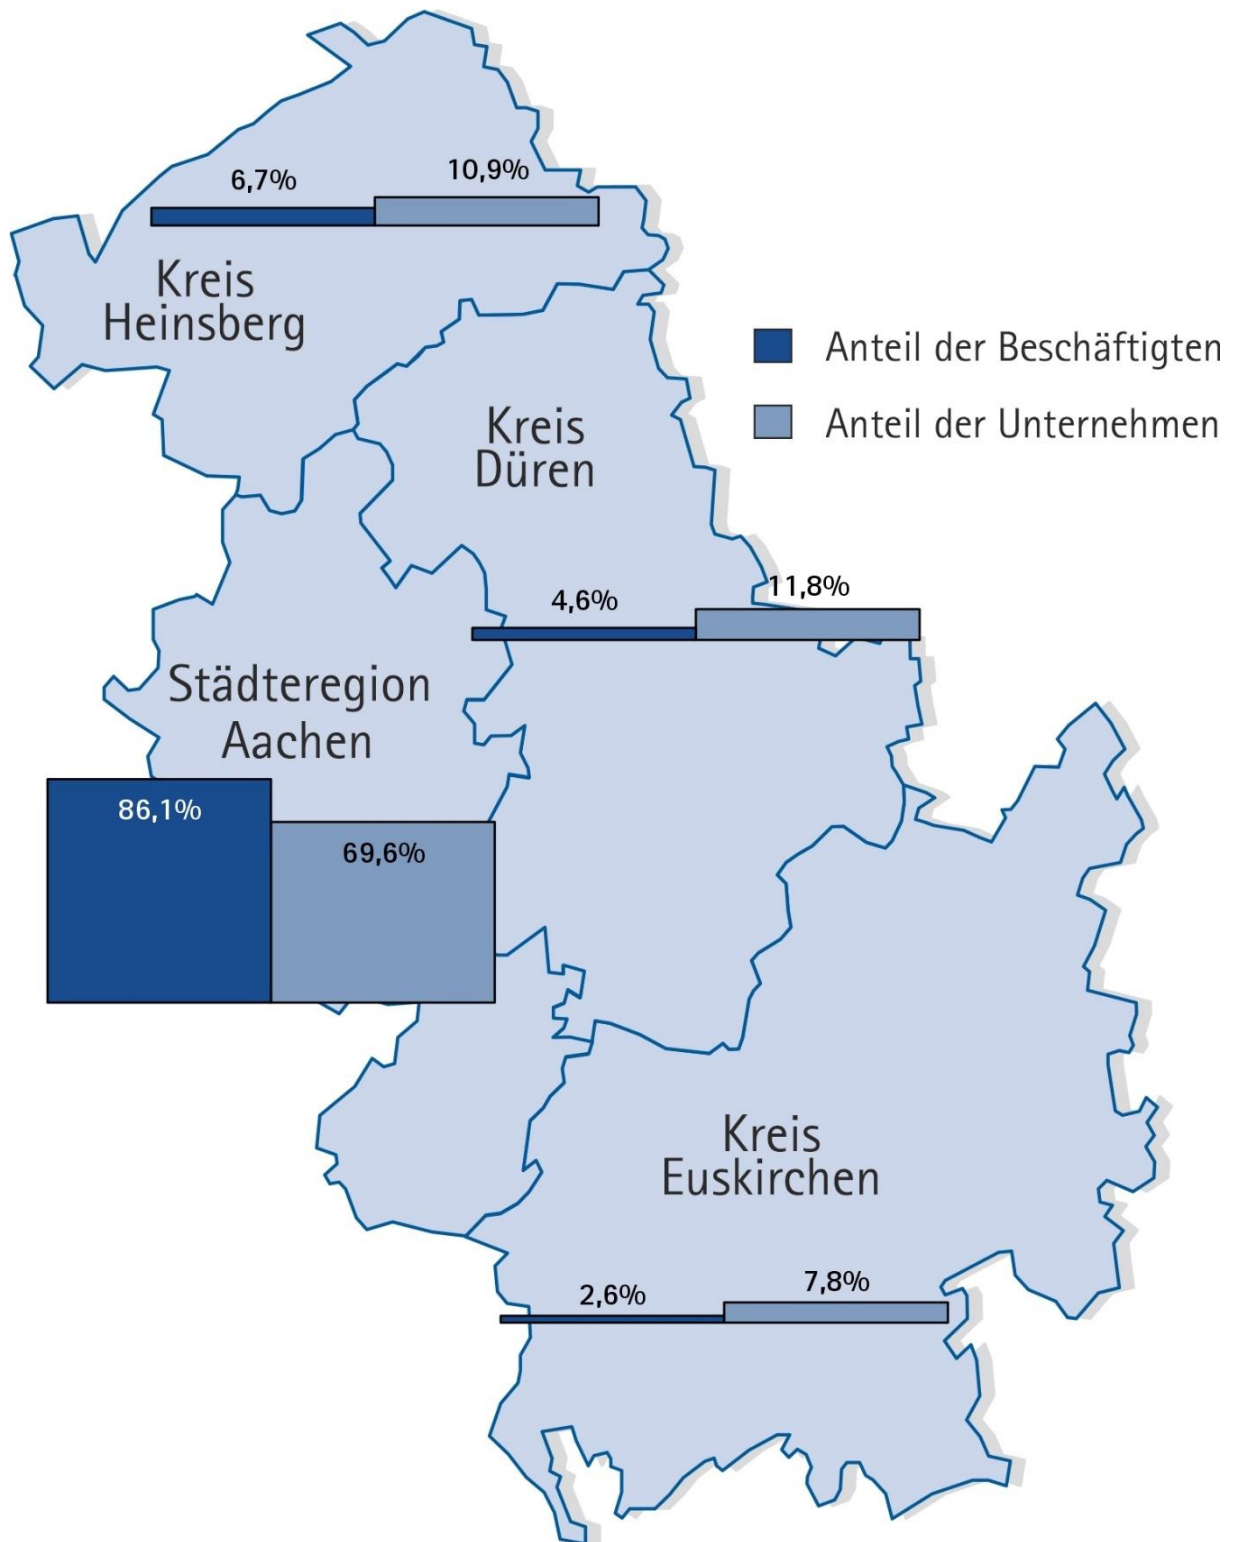 6,7%
10,9%
Kreis
Heinsberg
Anteil der Beschäftigten
Anteil der Unternehmen
Kreis
Düren
4,6%
11,8%
Städteregion
Aachen
86,1%
69,6%
Kreis
Euskirchen
2,6%
7,8%